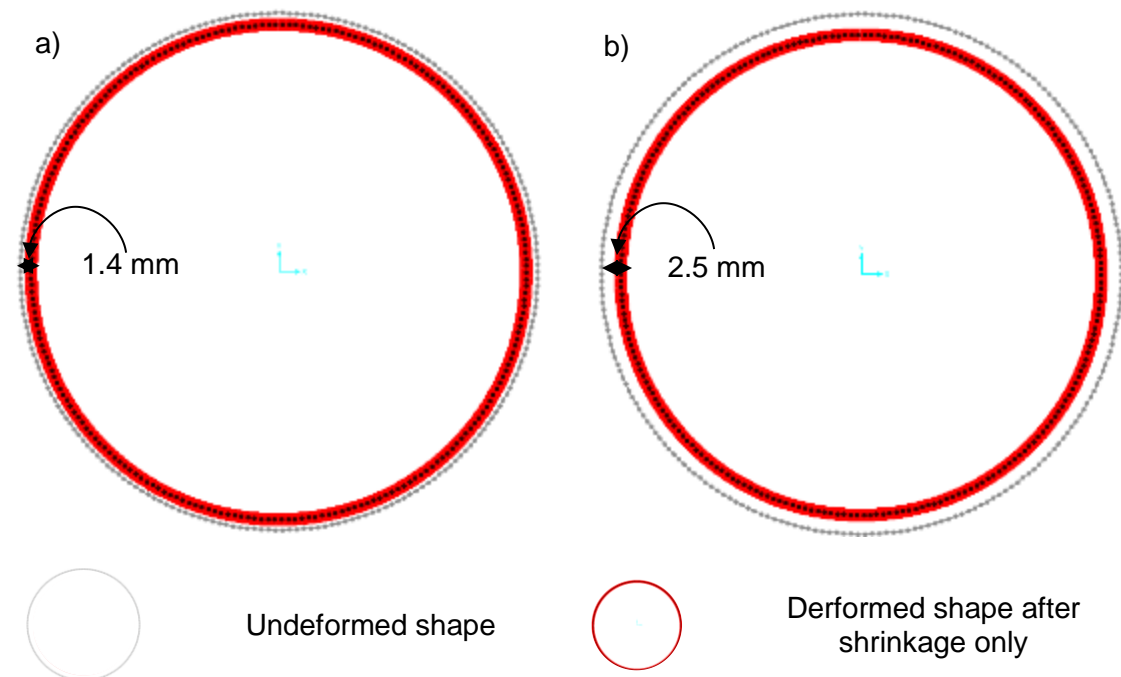 a)
b)
1.4 mm
2.5 mm
Undeformed shape
Derformed shape after
shrinkage only